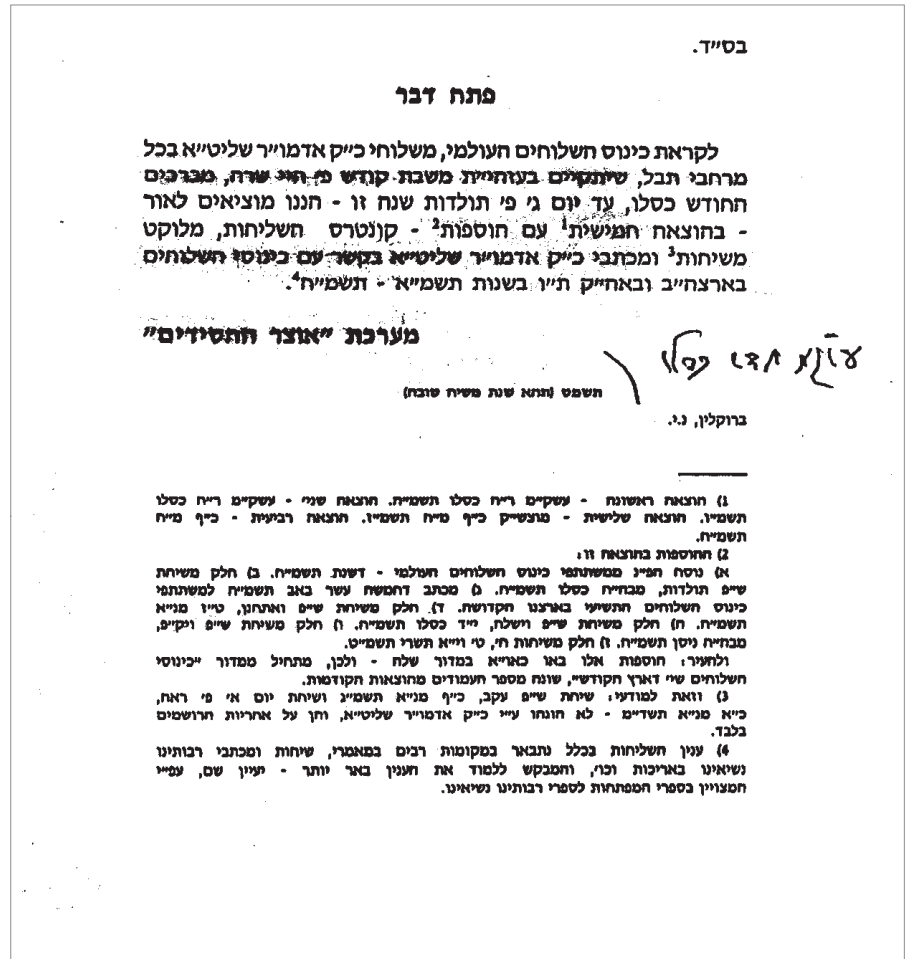 בס״ד.
פתח דבר
לקראת כינוס השלוחים העולמי, משלוחי כ״ק אדמו״ר שליט״א בכל
מרחבי תבל, שיתקיים בעזהי״ת משבת קודש פ׳ חיי שרה, מברכים
החודש כסלו, עד יום ג׳ פ׳ תולדות שנה זו - הננו מוציאים לאור
- בהוצאה חמישית¹ עם הוספות² - קונטרס השליחות, מלוקט
משיחות³ ומכתבי כ״ק אדמו״ר שליט״א בקשר עם כינוסי השלוחים
בארצה״ב ובאה״ק ת״ו בשנות תשמ״א - תשמ״ח⁴.
מערכת ״אוצר החסידים״
חדש כסלו
תשמט (תהא שנת משיח טובה)
ברוקלין, נ.י.
1) הוצאה ראשונה - עשק״מ ר״ח כסלו תשמ״ח. הוצאה שני׳ - עשק״מ ר״ח כסלו
תשמ״ו. הוצאה שלישית - מוצש״ק כ״ף מ״ח תשמ״ז. הוצאה רביעית - כ״ף מ״ח
תשמ״ח.
2) ההוספות בהוצאה זו:
א) נוסח הפ״נ ממשתתפי כינוס השלוחים העולמי - דשנת תשמ״ח. ב) חלק משיחת
ש״פ תולדות, מבה״ח כסלו תשמ״ח. ג) מכתב דחמשה עשר באב תשמ״ח למשתתפי
כינוס השלוחים התשיעי בארצנו הקדושה. ד) חלק משיחת ש״פ ואתחנן, ט״ז מנ״א
תשמ״ח. ה) חלק משיחת ש״פ וישלח, י״ד כסלו תשמ״ח. ו) חלק משיחת ש״פ ויק״פ,
מבה״ח ניסן תשמ״ח. ז) חלק משיחות ח׳, ט׳ וי״א תשרי תשמ״ט.
ולהעיר: הוספות אלו באו כאו״א במדור שלה - ולכן, מתחיל ממדור ״כינוסי
השלוחים שי׳ דארץ הקודש״, שונה מספר העמודים מהוצאות הקודמות.
3) וזאת למודעי: שיחת ש״פ עקב, כ״ף מנ״א תשמ״ג ושיחת יום א׳ פ׳ ראה,
כ״א מנ״א תשד״מ - לא הוגהו ע״י כ״ק אדמו״ר שליט״א, והן על אחריות הרושמים
בלבד.
4) ענין השליחות בכלל נתבאר במקומות רבים במאמרי, שיחות ומכתבי רבותינו
נשיאינו באריכות וכו׳, והמבקש ללמוד את הענין באר יותר - יעיין שם, עפ״י
המצויין בספרי המפתחות לספרי רבותינו נשיאינו.